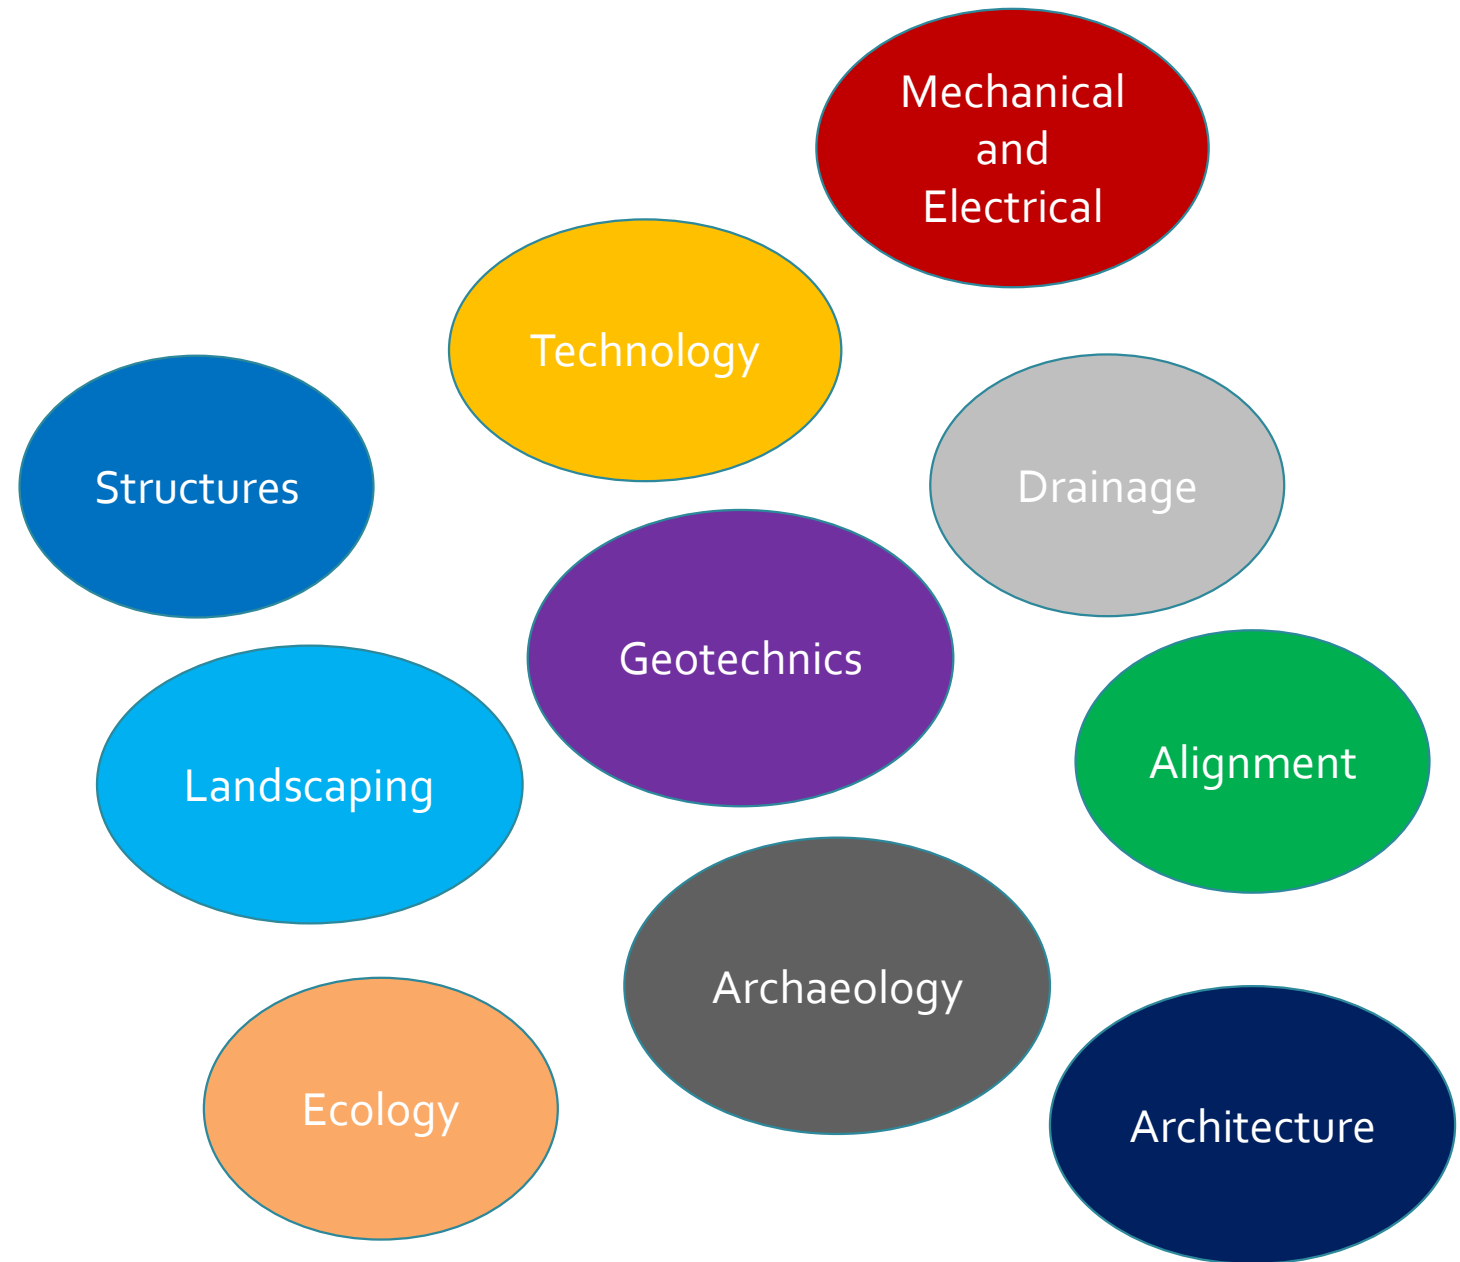 Mechanical
and
Electrical
Technology
Structures
Drainage
Geotechnics
Alignment
Landscaping
Archaeology
Ecology
Architecture